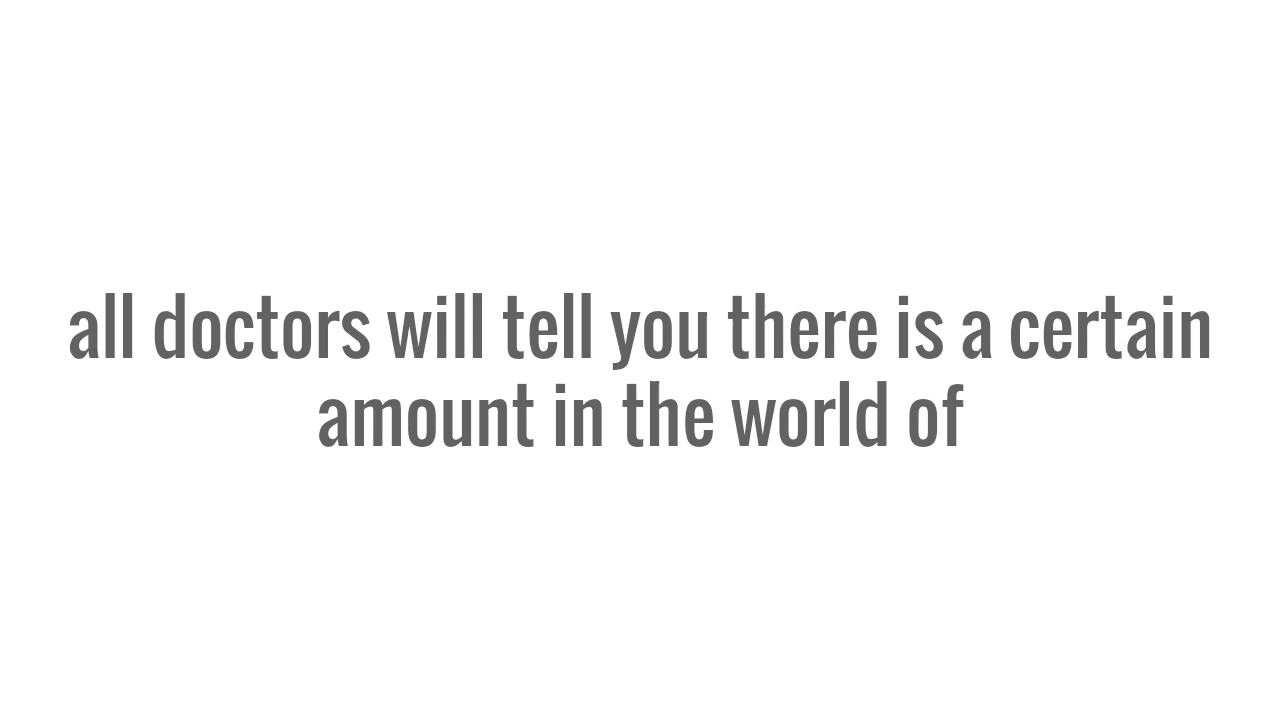 all doctors will tell you there is a certain
amount in the world of